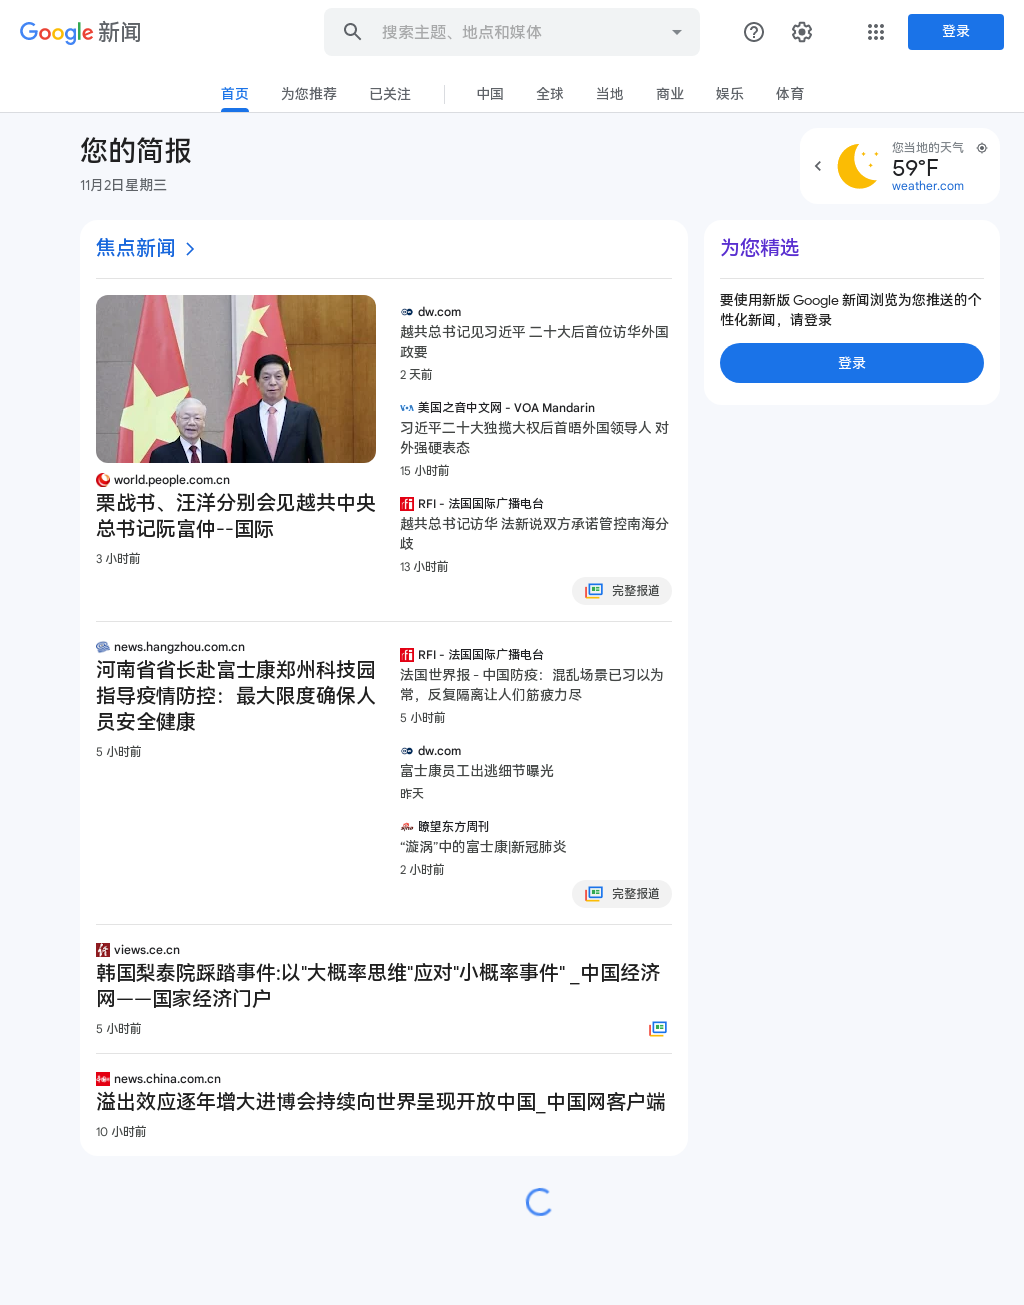 Google 新闻
搜索主题、地点和媒体
登录
首页 为您推荐 已关注 中国 全球 当地 商业 娱乐 体育
您的简报
11月2日星期三
您当地的天气
59°F
weather.com
焦点新闻
world.people.com.cn
栗战书、汪洋分别会见越共中央
总书记阮富仲--国际
3 小时前
dw.com
越共总书记见习近平 二十大后首位访华外国
政要
2 天前
美国之音中文网 - VOA Mandarin
习近平二十大独揽大权后首晤外国领导人 对
外强硬表态
15 小时前
RFI - 法国国际广播电台
越共总书记访华 法新说双方承诺管控南海分
歧
13 小时前
完整报道
news.hangzhou.com.cn
河南省省长赴富士康郑州科技园
指导疫情防控：最大限度确保人
员安全健康
5 小时前
RFI - 法国国际广播电台
法国世界报 - 中国防疫：混乱场景已习以为
常，反复隔离让人们筋疲力尽
5 小时前
dw.com
富士康员工出逃细节曝光
昨天
瞭望东方周刊
“漩涡”中的富士康|新冠肺炎
2 小时前
完整报道
views.ce.cn
韩国梨泰院踩踏事件:以"大概率思维"应对"小概率事件" _中国经济
网——国家经济门户
5 小时前
news.china.com.cn
溢出效应逐年增大进博会持续向世界呈现开放中国_中国网客户端
10 小时前
为您精选
要使用新版 Google 新闻浏览为您推送的个
性化新闻，请登录
登录